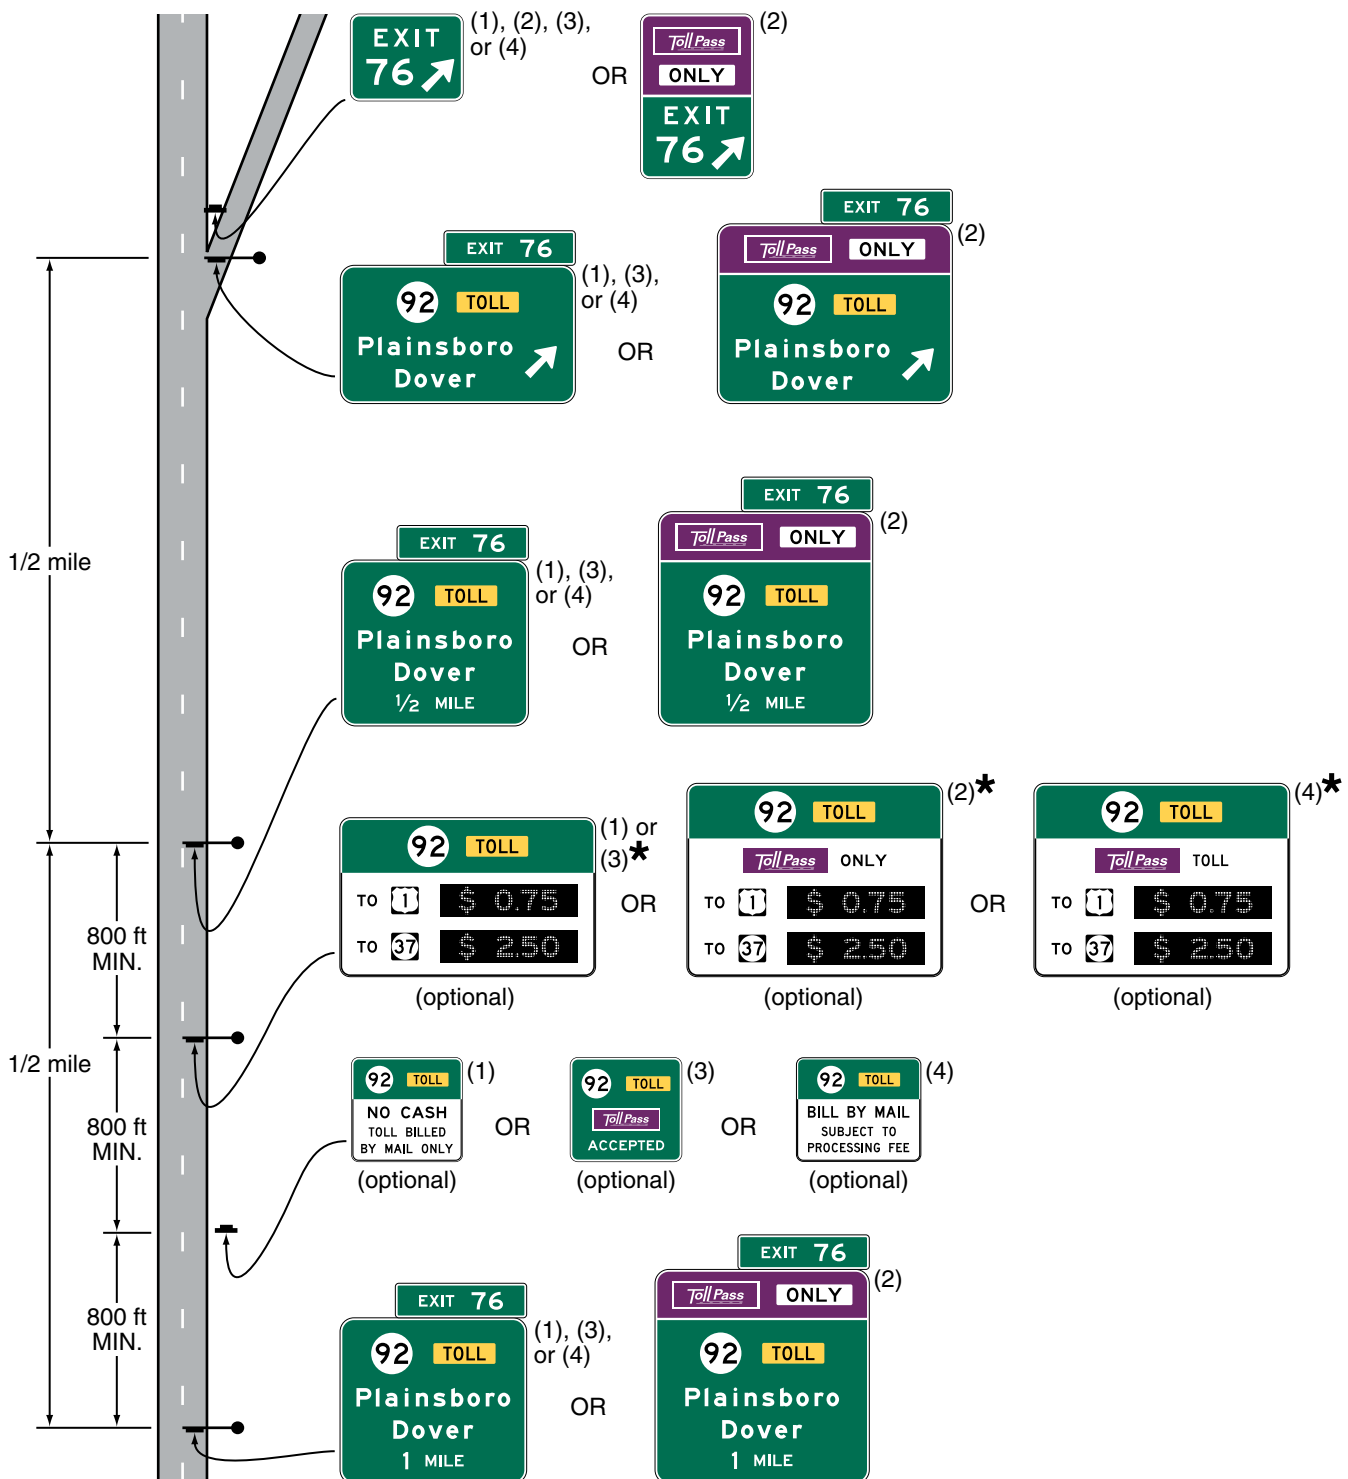 EXIT
76
(1), (2), (3),
or (4)
OR
Toll Pass
ONLY
EXIT
76
(2)
EXIT 76
92 TOLL
Plainsboro
Dover
(1), (3),
or (4)
OR
EXIT 76
Toll Pass ONLY
92 TOLL
Plainsboro
Dover
(2)
1/2 mile
EXIT 76
92 TOLL
Plainsboro
Dover
1/2 MILE
(1), (3),
or (4)
OR
EXIT 76
Toll Pass ONLY
92 TOLL
Plainsboro
Dover
1/2 MILE
(2)
92 TOLL
TO 1 $ 0.75
TO 37 $ 2.50
(optional)
(1) or
(3)*
OR
92 TOLL
Toll Pass ONLY
TO 1 $ 0.75
TO 37 $ 2.50
(optional)
(2)*
OR
92 TOLL
Toll Pass TOLL
TO 1 $ 0.75
TO 37 $ 2.50
(optional)
(4)*
800 ft
MIN.
1/2 mile
800 ft
MIN.
92 TOLL
NO CASH
TOLL BILLED
BY MAIL ONLY
(optional)
(1)
OR
92 TOLL
Toll Pass
ACCEPTED
(optional)
(3)
OR
92 TOLL
BILL BY MAIL
SUBJECT TO
PROCESSING FEE
(optional)
(4)
800 ft
MIN.
EXIT 76
92 TOLL
Plainsboro
Dover
1 MILE
(1), (3),
or (4)
OR
EXIT 76
Toll Pass ONLY
92 TOLL
Plainsboro
Dover
1 MILE
(2)